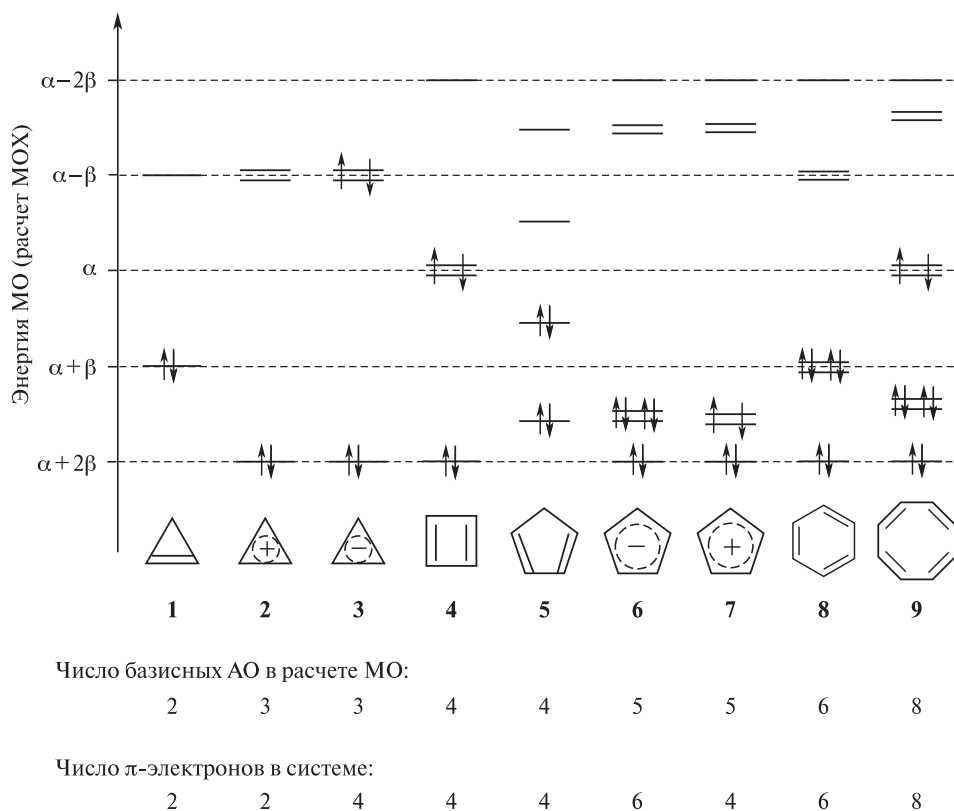 Энергия МО (расчет МОХ)
α−2β
α−β
α
α+β
α+2β
+ − − +
1 2 3 4 5 6 7 8 9
Число базисных АО в расчете МО:
2 3 3 4 4 5 5 6 8
Число π-электронов в системе:
2 2 4 4 4 6 4 6 8